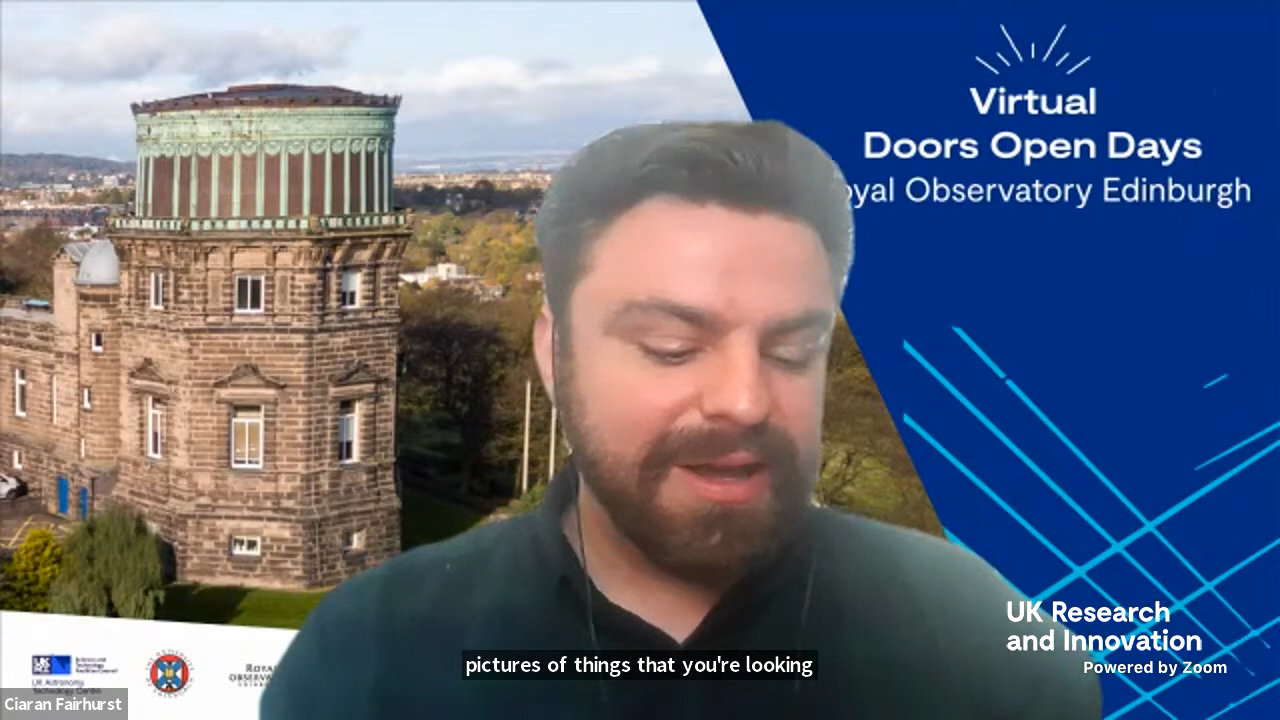 Virtual
Doors Open Days
oyal Observatory Edinburgh
UK Research
and Innovation
Powered by Zoom
pictures of things that you're looking
Ciaran Fairhurst